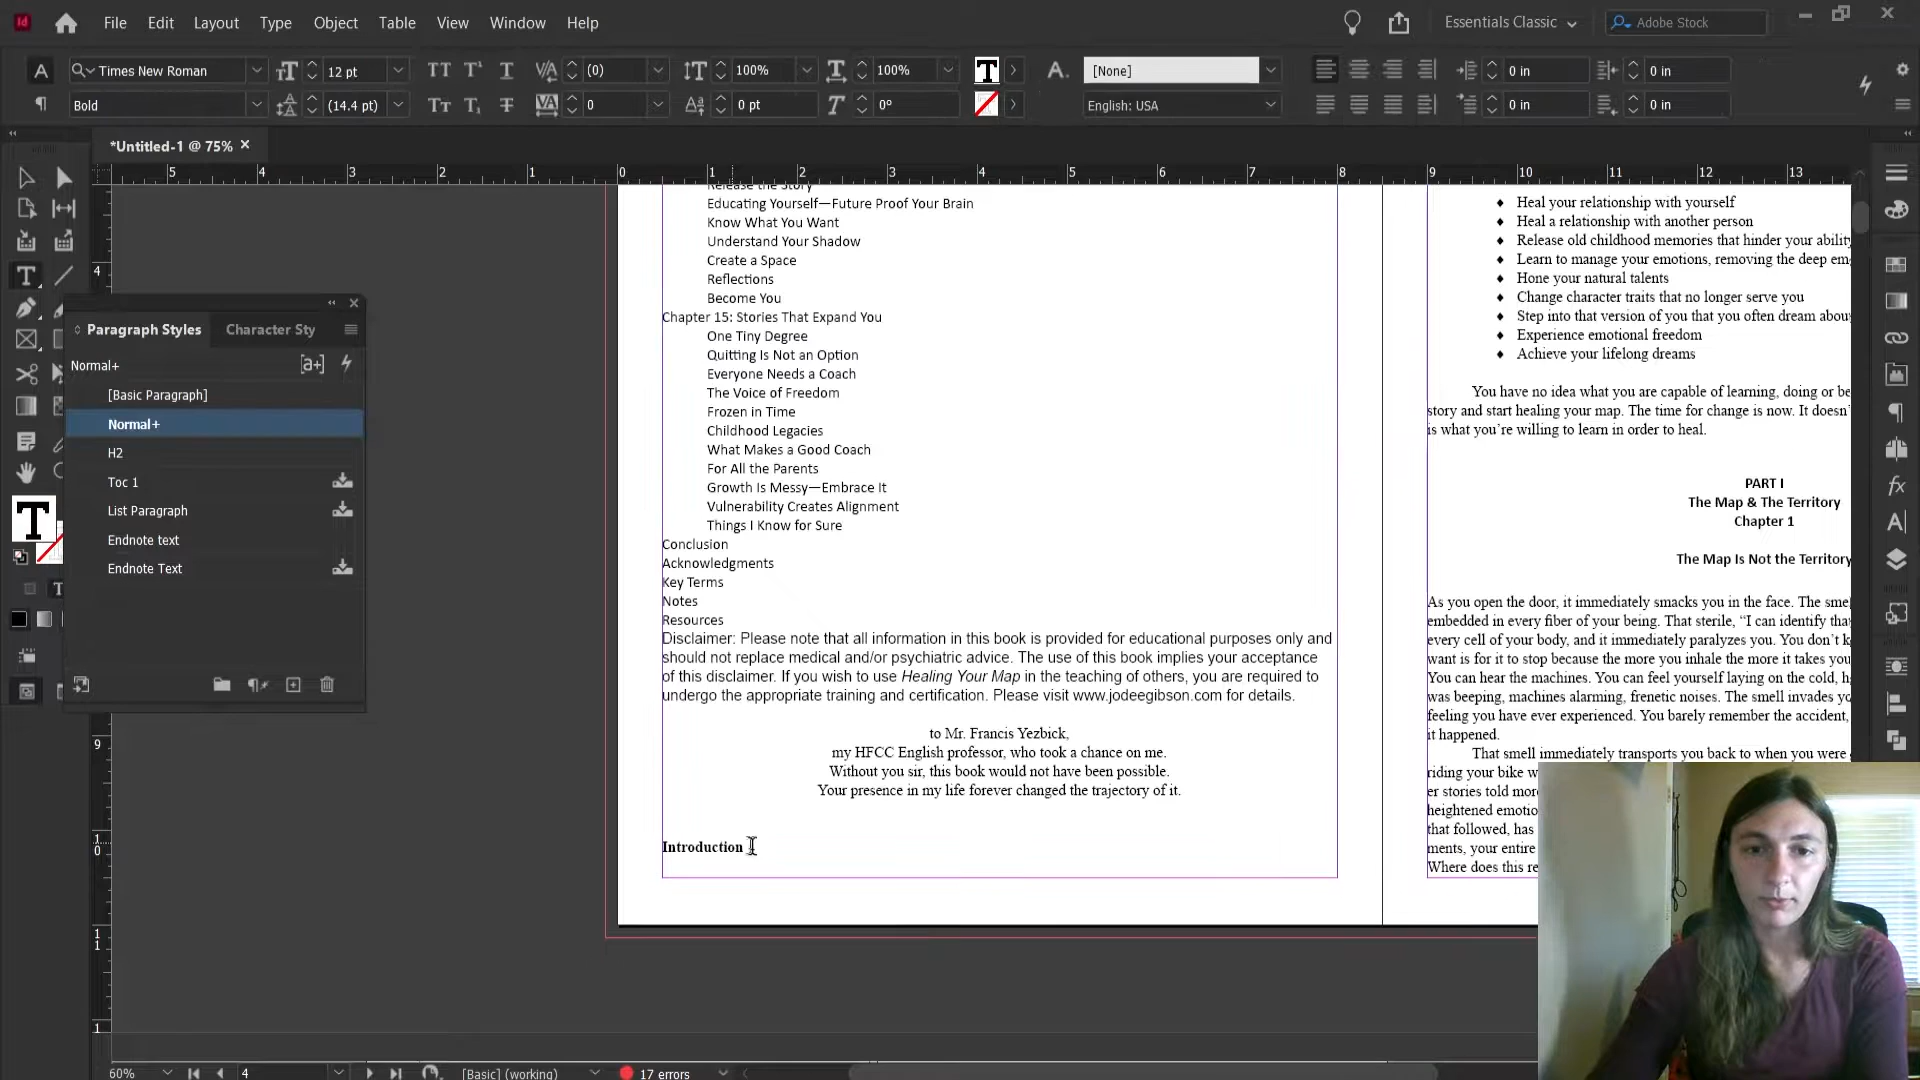 File Edit Layout Type Object Table View Window Help
Essentials Classic
Adobe Stock
Times New Roman 12 pt (0) 100% 100% [None] 0 in 0 in
Bold (14.4 pt) 0 0 pt 0° English: USA 0 in 0 in
*Untitled-1 @ 75%
5 4 3 2 1 0 1 2 3 4 5 6 7 8 9 10 11 12 13
Paragraph Styles Character Sty
Normal+
[Basic Paragraph]
Normal+
H2
Toc 1
List Paragraph
Endnote text
Endnote Text
Release the Story
Educating Yourself—Future Proof Your Brain
Know What You Want
Understand Your Shadow
Create a Space
Reflections
Become You
Chapter 15: Stories That Expand You
One Tiny Degree
Quitting Is Not an Option
Everyone Needs a Coach
The Voice of Freedom
Frozen in Time
Childhood Legacies
What Makes a Good Coach
For All the Parents
Growth Is Messy—Embrace It
Vulnerability Creates Alignment
Things I Know for Sure
Conclusion
Acknowledgments
Key Terms
Notes
Resources
Disclaimer: Please note that all information in this book is provided for educational purposes only and
should not replace medical and/or psychiatric advice. The use of this book implies your acceptance
of this disclaimer. If you wish to use Healing Your Map in the teaching of others, you are required to
undergo the appropriate training and certification. Please visit www.jodeegibson.com for details.
to Mr. Francis Yezbick,
my HFCC English professor, who took a chance on me.
Without you sir, this book would not have been possible.
Your presence in my life forever changed the trajectory of it.
Introduction
Heal your relationship with yourself
Heal a relationship with another person
Release old childhood memories that hinder your ability
Learn to manage your emotions, removing the deep em
Hone your natural talents
Change character traits that no longer serve you
Step into that version of you that you often dream abou
Experience emotional freedom
Achieve your lifelong dreams
You have no idea what you are capable of learning, doing or be
story and start healing your map. The time for change is now. It doesn'
is what you're willing to learn in order to heal.
PART I
The Map & The Territory
Chapter 1
The Map Is Not the Territory
As you open the door, it immediately smacks you in the face. The sme
embedded in every fiber of your being. That sterile, "I can identify tha
every cell of your body, and it immediately paralyzes you. You don't k
want is for it to stop because the more you inhale the more it takes you
You can hear the machines. You can feel yourself laying on the cold, h
was beeping, machines alarming, frenetic noises. The smell invades y
feeling you have ever experienced. You barely remember the accident,
it happened.
That smell immediately transports you back to when you were
riding your bike w
er stories told mor
heightened emotio
that followed, has
ments, your entire
Where does this re
60% 4 [Basic] (working) 17 errors